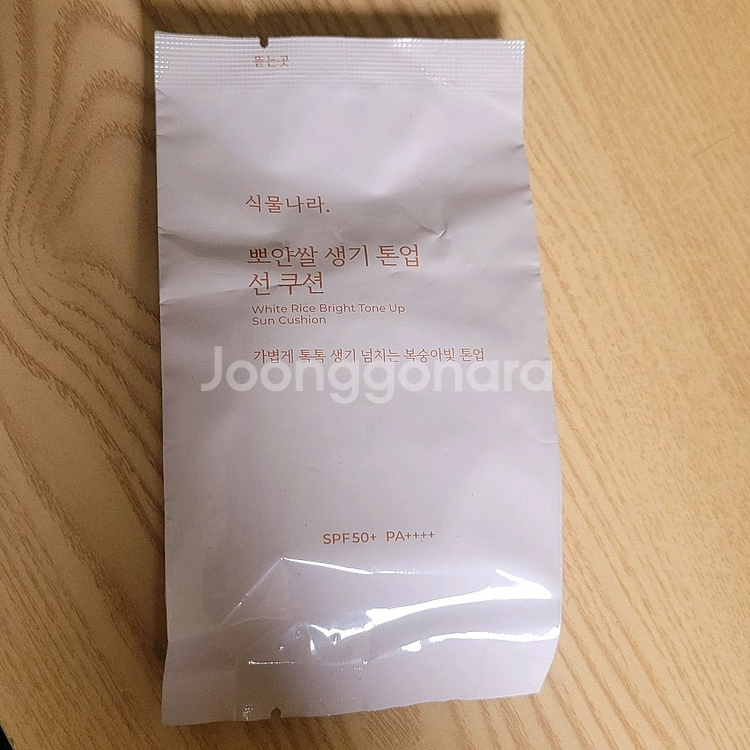 뜯는곳
식물나라.
뽀얀쌀 생기 톤업
선 쿠션
White Rice Bright Tone Up
Sun Cushion
가볍게 톡톡 생기 넘치는 복숭아빛 톤업
Joonggonara
SPF50+ PA++++